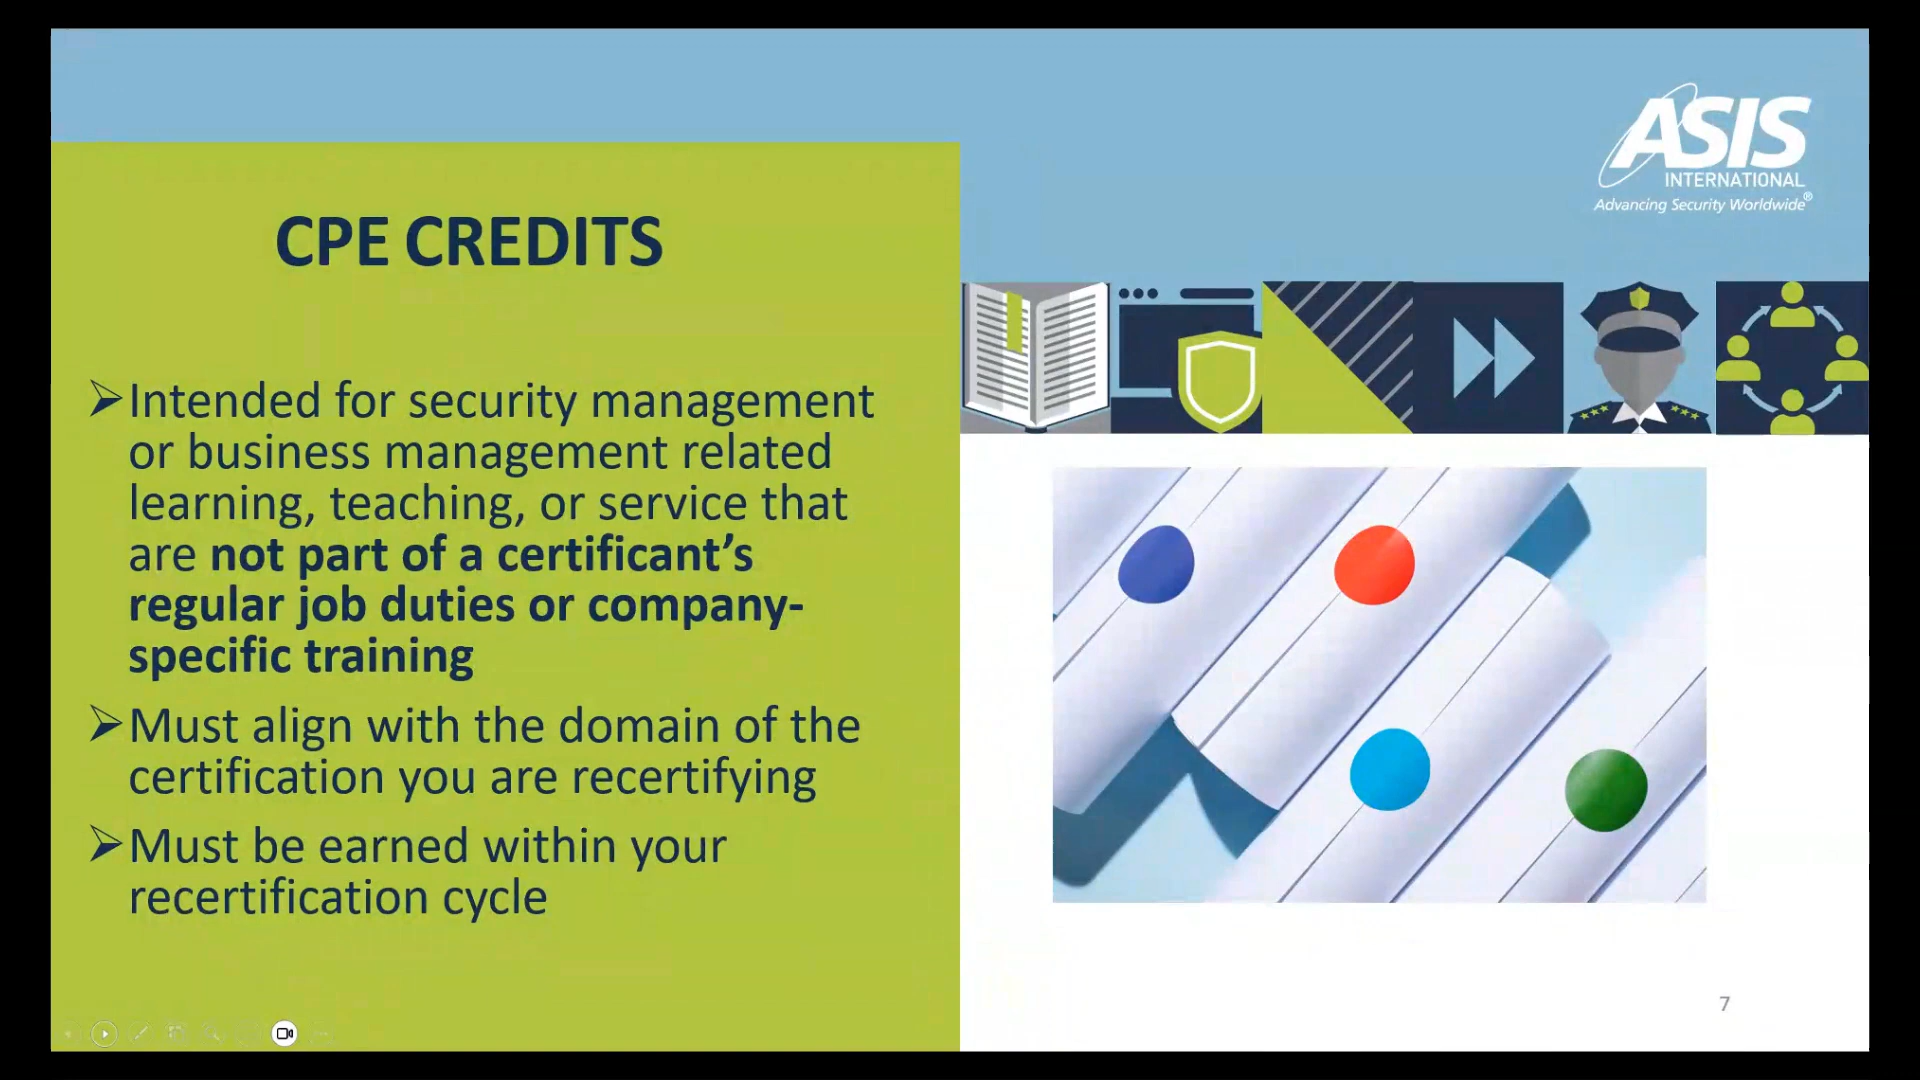 ASIS
INTERNATIONAL
Advancing Security Worldwide®
CPE CREDITS
➢Intended for security management
or business management related
learning, teaching, or service that
are not part of a certificant’s
regular job duties or company-
specific training
➢Must align with the domain of the
certification you are recertifying
➢Must be earned within your
recertification cycle
7